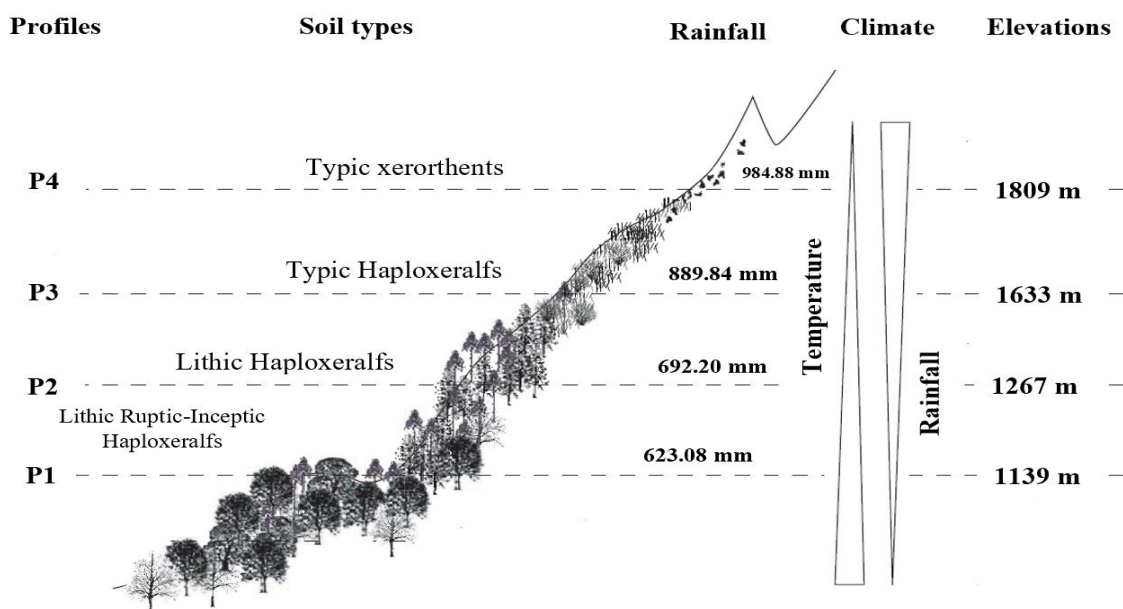 Profiles Soil types Rainfall Climate Elevations
P4 Typic xerorthents 984.88 mm 1809 m
P3 Typic Haploxeralfs 889.84 mm 1633 m
Temperature
P2 Lithic Haploxeralfs 692.20 mm 1267 m
Rainfall
Lithic Ruptic-Inceptic
Haploxeralfs
P1 623.08 mm 1139 m